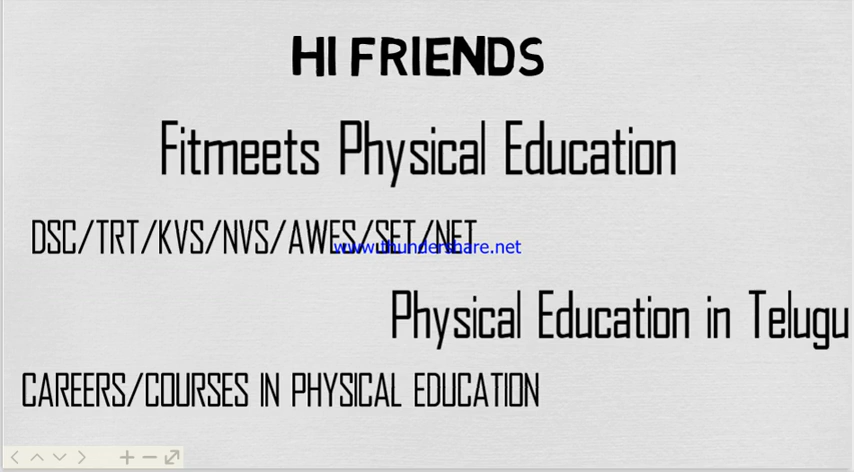 HI FRIENDS
Fitmeets Physical Education
DSC/TRT/KVS/NVS/AWES/SET/NET
www.thundershare.net
Physical Education in Telugu
CAREERS/COURSES IN PHYSICAL EDUCATION